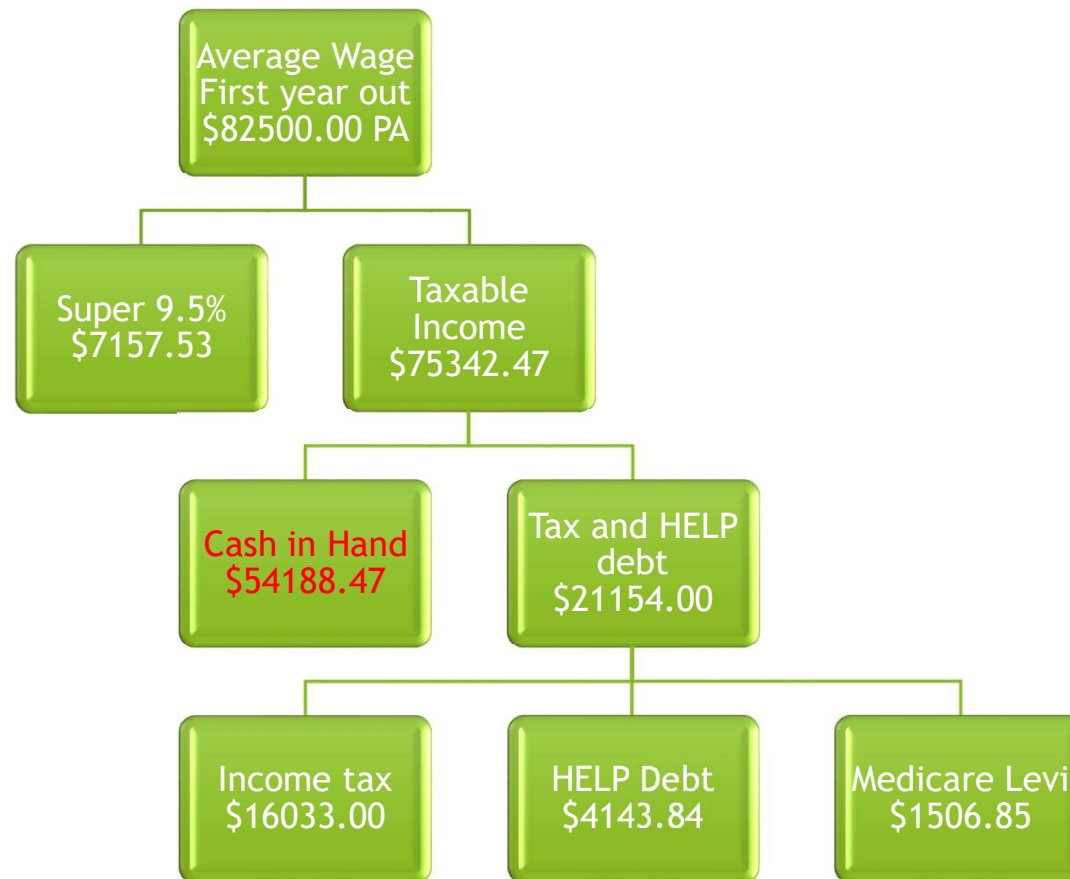 Average Wage
First year out
$82500.00 PA
Super 9.5%
$7157.53
Taxable
Income
$75342.47
Cash in Hand
$54188.47
Tax and HELP
debt
$21154.00
Income tax
$16033.00
HELP Debt
$4143.84
Medicare Levi
$1506.85